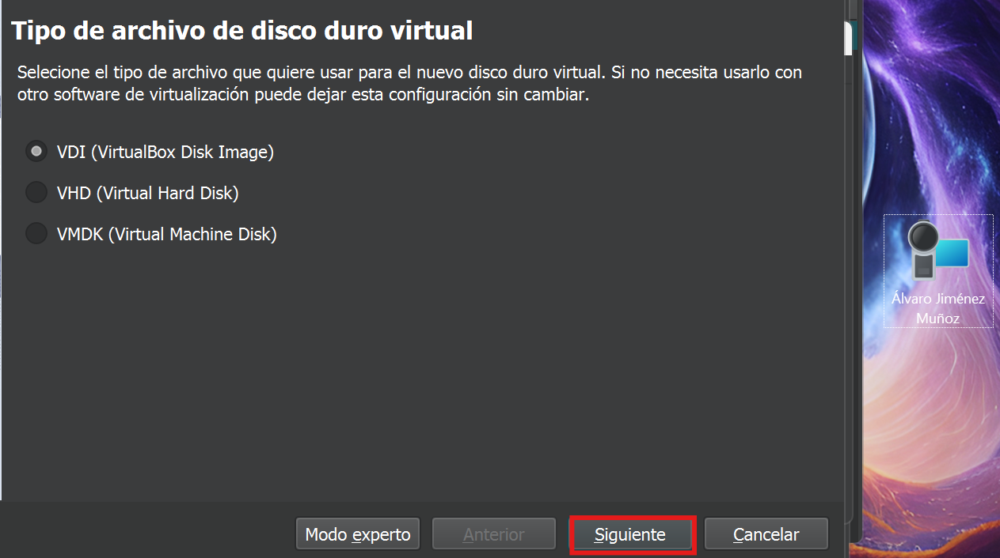 Tipo de archivo de disco duro virtual
Selecione el tipo de archivo que quiere usar para el nuevo disco duro virtual. Si no necesita usarlo con
otro software de virtualización puede dejar esta configuración sin cambiar.
VDI (VirtualBox Disk Image)
VHD (Virtual Hard Disk)
VMDK (Virtual Machine Disk)
Álvaro Jiménez
Muñoz
Modo experto
Anterior
Siguiente
Cancelar